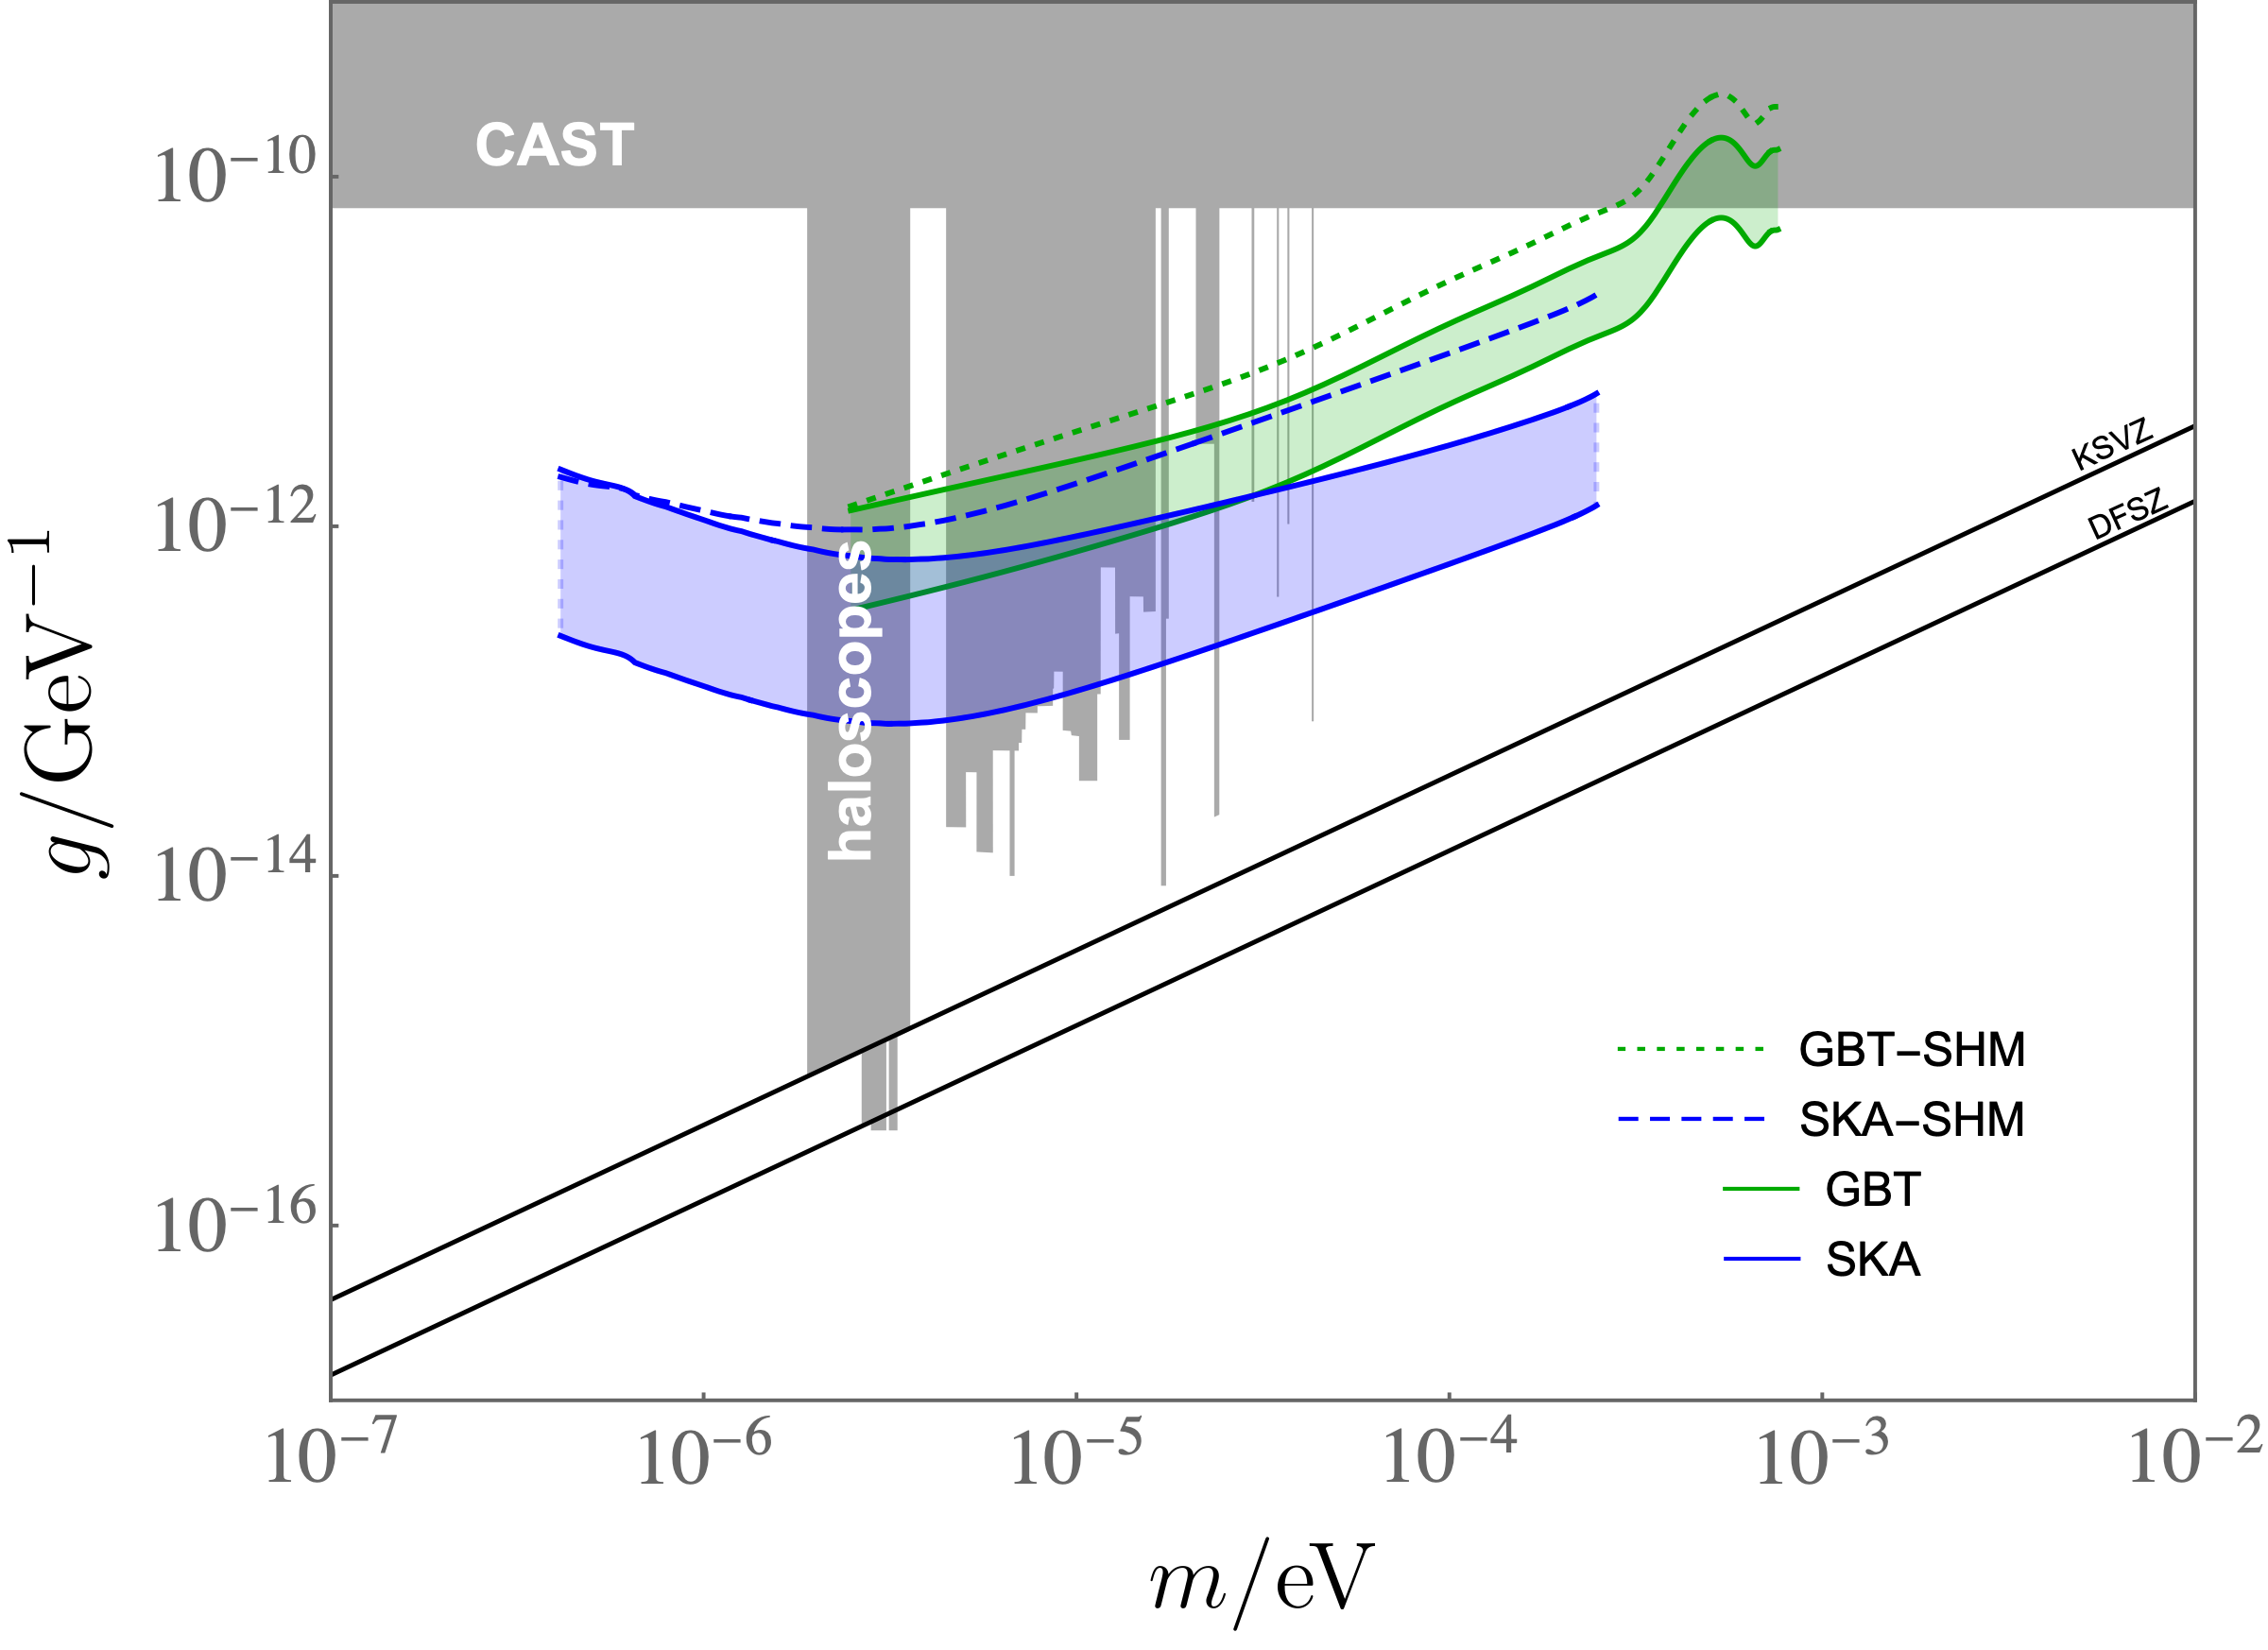 CAST
10⁻¹⁰
KSVZ
DFSZ
10⁻¹²
g/GeV⁻¹
haloscopes
10⁻¹⁴
GBT–SHM
SKA–SHM
10⁻¹⁶
GBT
SKA
10⁻⁷ 10⁻⁶ 10⁻⁵ 10⁻⁴ 10⁻³ 10⁻²
m/eV